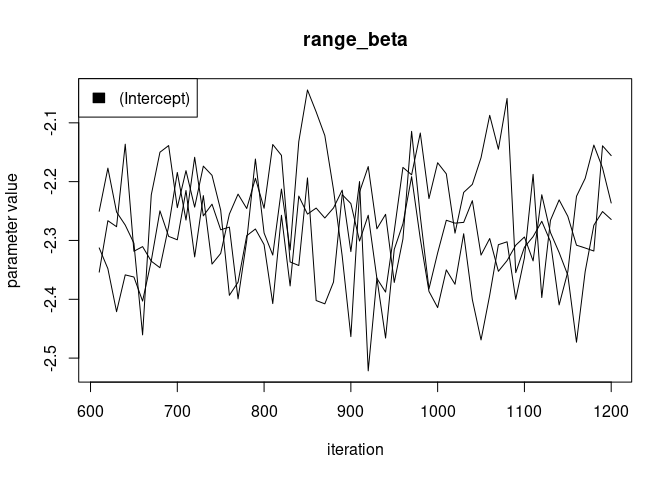 range_beta
(Intercept)
parameter value
-2.1
-2.2
-2.3
-2.4
-2.5
600 700 800 900 1000 1100 1200
iteration